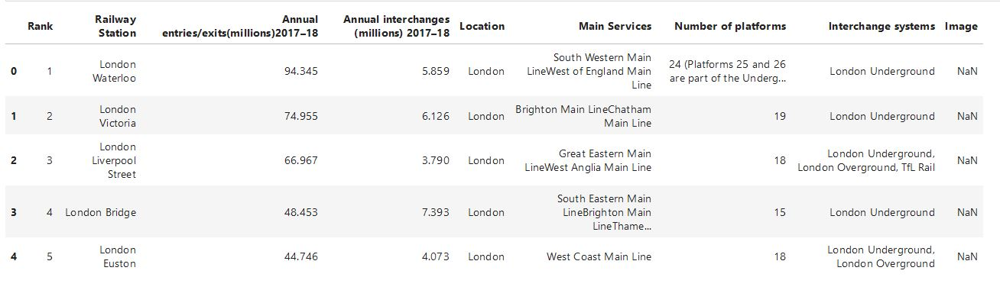 Rank Railway Station Annual entries/exits(millions)2017–18 Annual interchanges (millions) 2017–18 Location Main Services Number of platforms Interchange systems Image
0 1 London Waterloo 94.345 5.859 London South Western Main LineWest of England Main Line 24 (Platforms 25 and 26 are part of the Underg... London Underground NaN
1 2 London Victoria 74.955 6.126 London Brighton Main LineChatham Main Line 19 London Underground NaN
2 3 London Liverpool Street 66.967 3.790 London Great Eastern Main LineWest Anglia Main Line 18 London Underground, London Overground, TfL Rail NaN
3 4 London Bridge 48.453 7.393 London South Eastern Main LineBrighton Main LineThame... 15 London Underground NaN
4 5 London Euston 44.746 4.073 London West Coast Main Line 18 London Underground, London Overground NaN